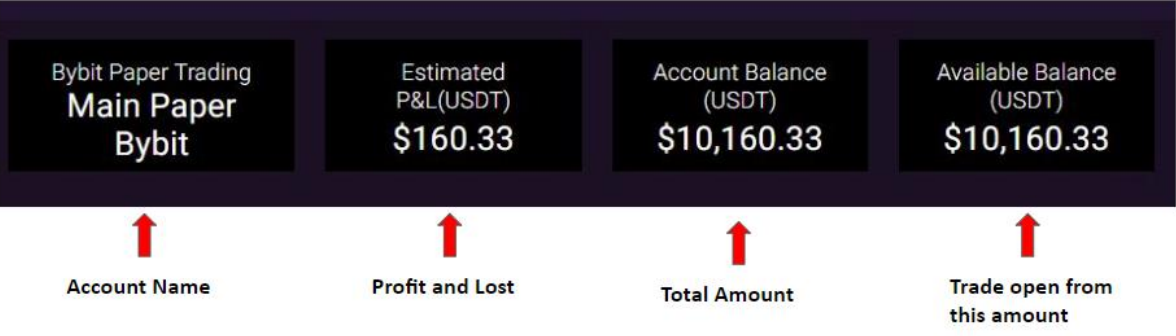 Bybit Paper Trading
Main Paper
Bybit
Estimated
P&L(USDT)
$160.33
Account Balance
(USDT)
$10,160.33
Available Balance
(USDT)
$10,160.33
Account Name
Profit and Lost
Total Amount
Trade open from
this amount